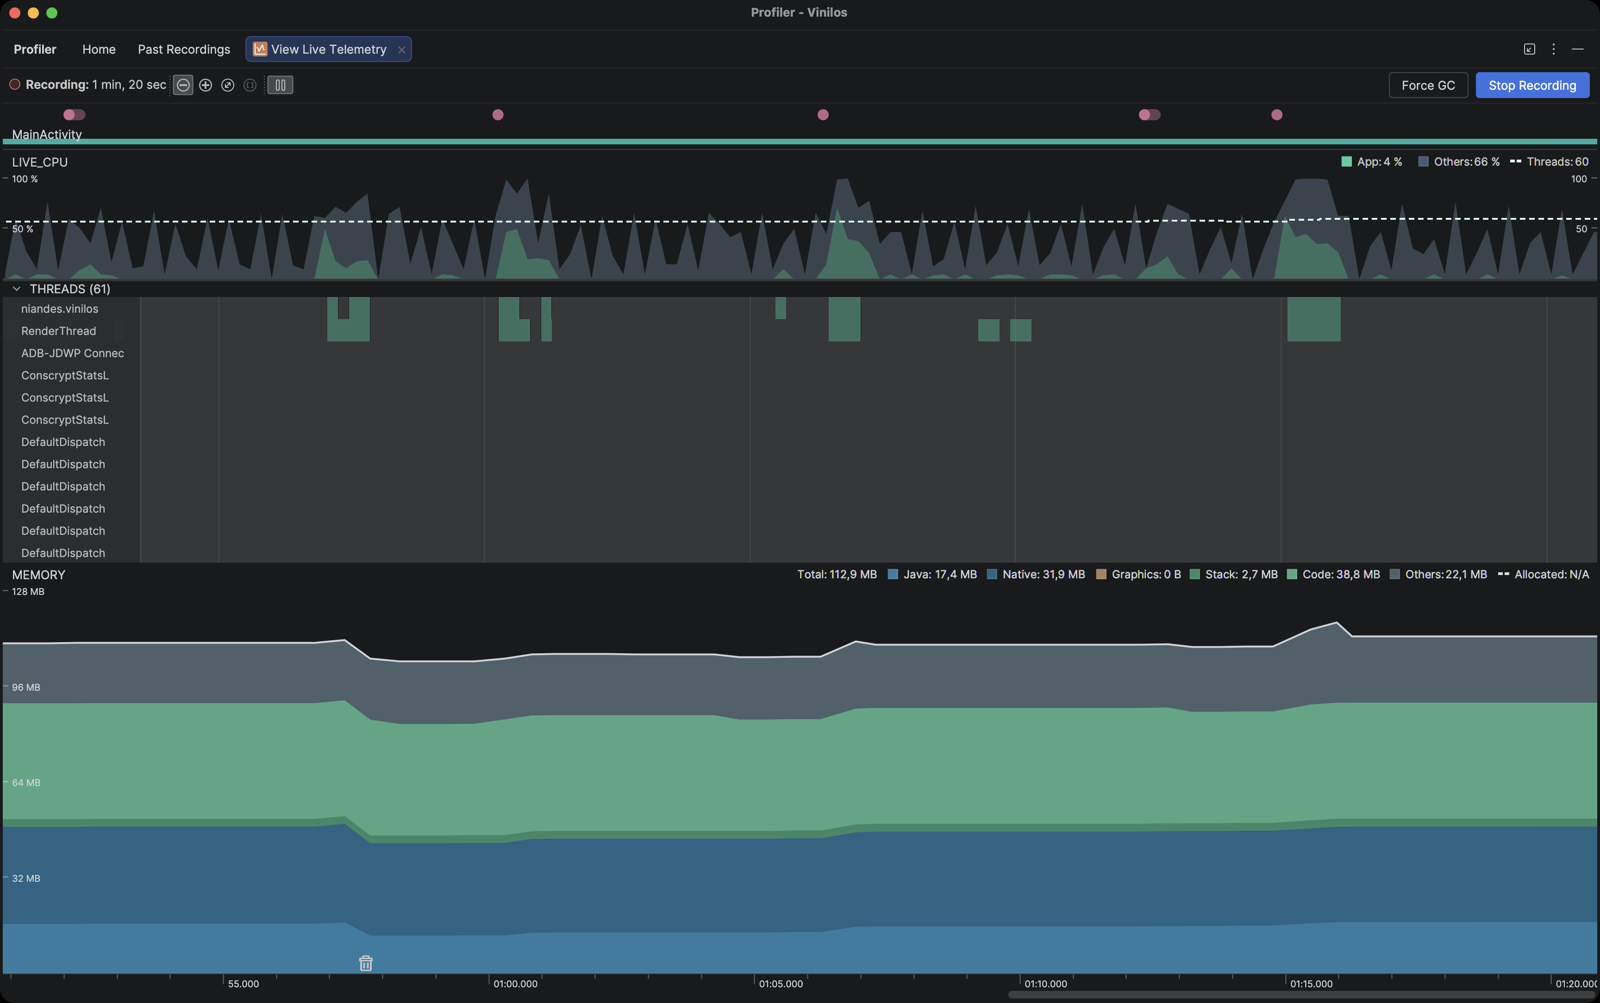 Profiler - Vinilos
Profiler Home Past Recordings View Live Telemetry
Recording: 1 min, 20 sec Force GC Stop Recording
MainActivity
LIVE_CPU App: 4 % Others: 66 % Threads: 60
100 % 100
50 % 50
THREADS (61)
niandes.vinilos
RenderThread
ADB-JDWP Connec
ConscryptStatsL
ConscryptStatsL
ConscryptStatsL
DefaultDispatch
DefaultDispatch
DefaultDispatch
DefaultDispatch
DefaultDispatch
DefaultDispatch
MEMORY Total: 112,9 MB Java: 17,4 MB Native: 31,9 MB Graphics: 0 B Stack: 2,7 MB Code: 38,8 MB Others: 22,1 MB Allocated: N/A
128 MB
96 MB
64 MB
32 MB
55.000 01:00.000 01:05.000 01:10.000 01:15.000 01:20.000